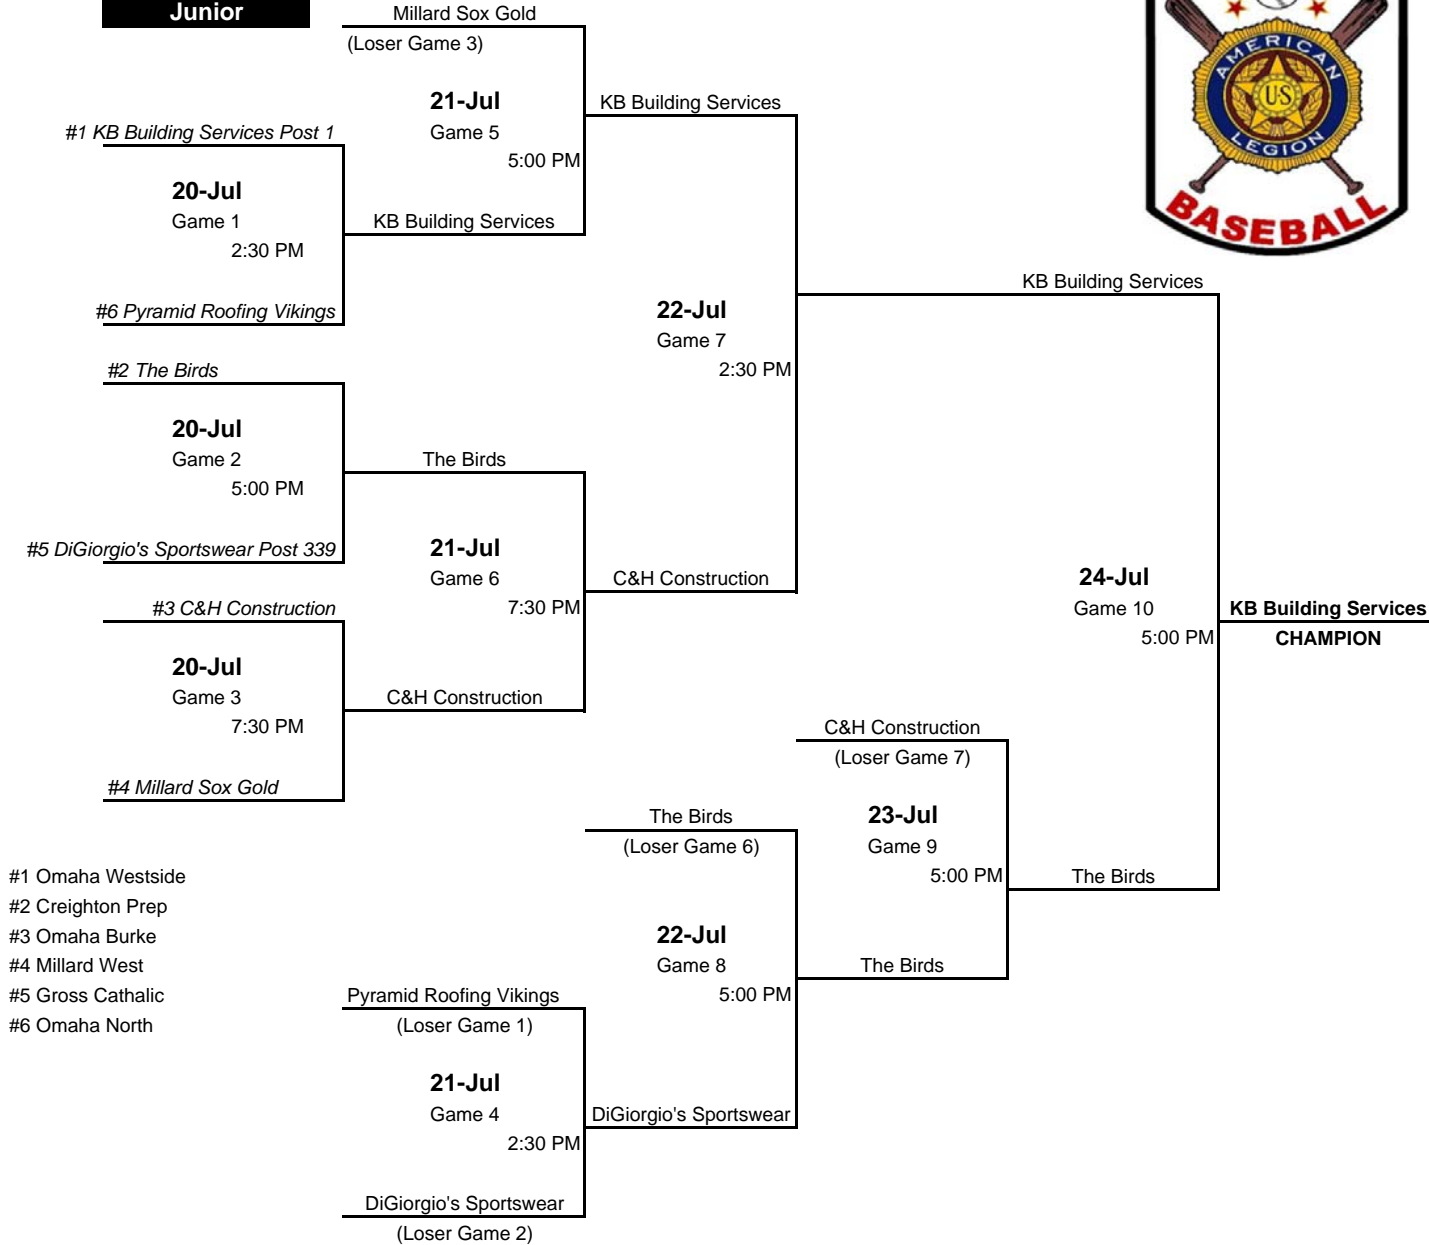 Junior
Millard Sox Gold
(Loser Game 3)
21-Jul
Game 5
5:00 PM
KB Building Services
#1 KB Building Services Post 1
20-Jul
Game 1
2:30 PM
KB Building Services
#6 Pyramid Roofing Vikings
AMERICAN
US
LEGION
BASEBALL
KB Building Services
22-Jul
Game 7
2:30 PM
#2 The Birds
20-Jul
Game 2
5:00 PM
The Birds
#5 DiGiorgio's Sportswear Post 339
21-Jul
Game 6
7:30 PM
C&H Construction
#3 C&H Construction
20-Jul
Game 3
7:30 PM
C&H Construction
#4 Millard Sox Gold
24-Jul
Game 10
5:00 PM
KB Building Services
CHAMPION
C&H Construction
(Loser Game 7)
23-Jul
Game 9
5:00 PM
The Birds
The Birds
(Loser Game 6)
22-Jul
Game 8
5:00 PM
The Birds
#1 Omaha Westside
#2 Creighton Prep
#3 Omaha Burke
#4 Millard West
#5 Gross Cathalic
#6 Omaha North
Pyramid Roofing Vikings
(Loser Game 1)
21-Jul
Game 4
2:30 PM
DiGiorgio's Sportswear
DiGiorgio's Sportswear
(Loser Game 2)